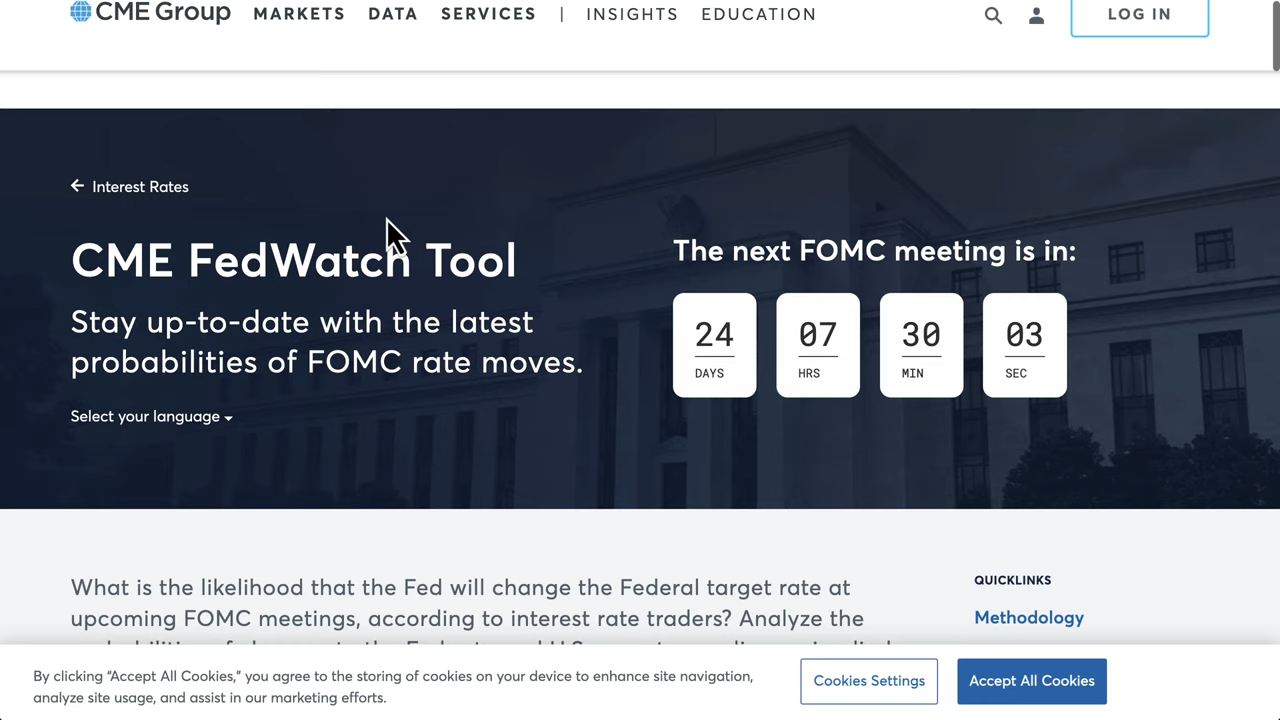 CME Group MARKETS DATA SERVICES | INSIGHTS EDUCATION LOG IN
Interest Rates
CME FedWatch Tool
Stay up-to-date with the latest
probabilities of FOMC rate moves.
Select your language
The next FOMC meeting is in:
24 07 30 03
DAYS HRS MIN SEC
What is the likelihood that the Fed will change the Federal target rate at
upcoming FOMC meetings, according to interest rate traders? Analyze the
QUICKLINKS
Methodology
By clicking “Accept All Cookies,” you agree to the storing of cookies on your device to enhance site navigation,
analyze site usage, and assist in our marketing efforts.
Cookies Settings
Accept All Cookies